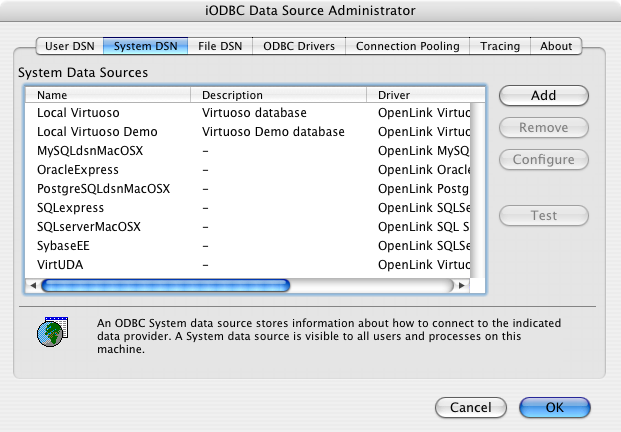 iODBC Data Source Administrator
User DSN System DSN File DSN ODBC Drivers Connection Pooling Tracing About
System Data Sources
Name Description Driver
Local Virtuoso Virtuoso database OpenLink Virtuo
Local Virtuoso Demo Virtuoso Demo database OpenLink Virtuo
MySQLdsnMacOSX - OpenLink MySQ
OracleExpress - OpenLink Oracle
PostgreSQLdsnMacOSX - OpenLink Postg
SQLexpress - OpenLink SQLSe
SQLserverMacOSX - OpenLink SQL S
SybaseEE - OpenLink SQLSe
VirtUDA - OpenLink Virtuo
Add
Remove
Configure
Test
An ODBC System data source stores information about how to connect to the indicated
data provider. A System data source is visible to all users and processes on this
machine.
Cancel OK